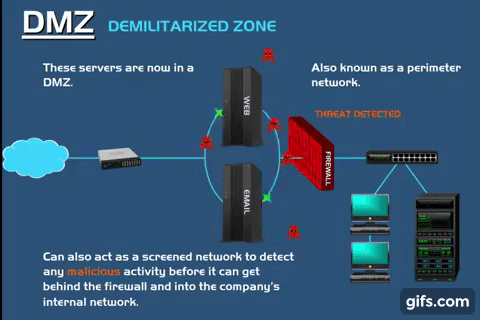 DMZ DEMILITARIZED ZONE
These servers are now in a
DMZ.
Also known as a perimeter
network.
THREAT DETECTED
WEB
FIREWALL
EMAIL
Can also act as a screened network to detect
any malicious activity before it can get
behind the firewall and into the company's
internal network.
gifs.com